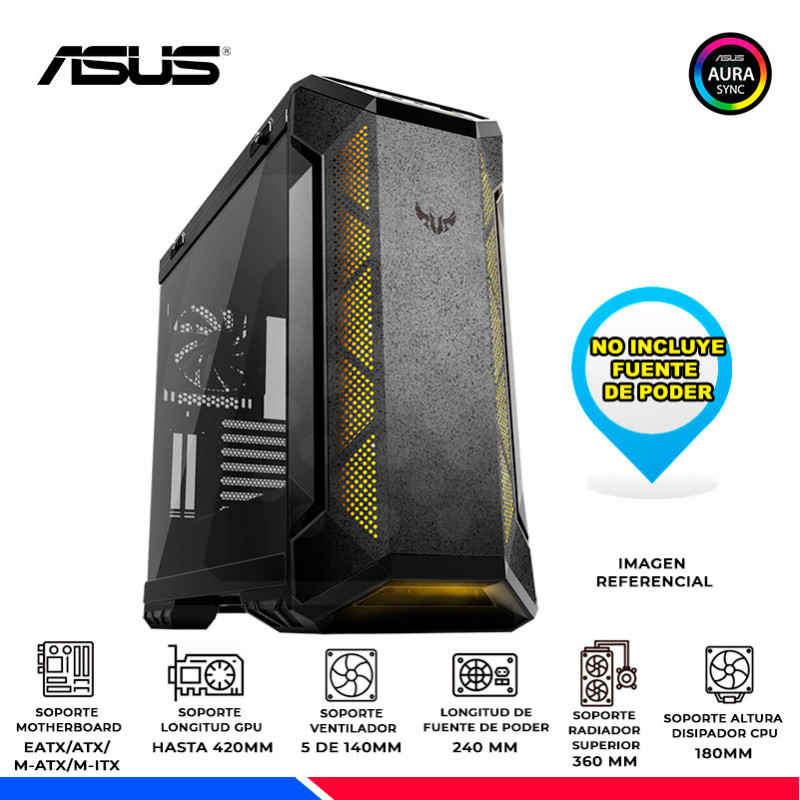 ASUS®
ASUS
AURA
SYNC
NO INCLUYE
FUENTE
DE PODER
IMAGEN
REFERENCIAL
SOPORTE
MOTHERBOARD
EATX/ATX/
M-ATX/M-ITX
SOPORTE
LONGITUD GPU
HASTA 420MM
SOPORTE
VENTILADOR
5 DE 140MM
LONGITUD DE
FUENTE DE PODER
240 MM
SOPORTE
RADIADOR
SUPERIOR
360 MM
SOPORTE ALTURA
DISIPADOR CPU
180MM